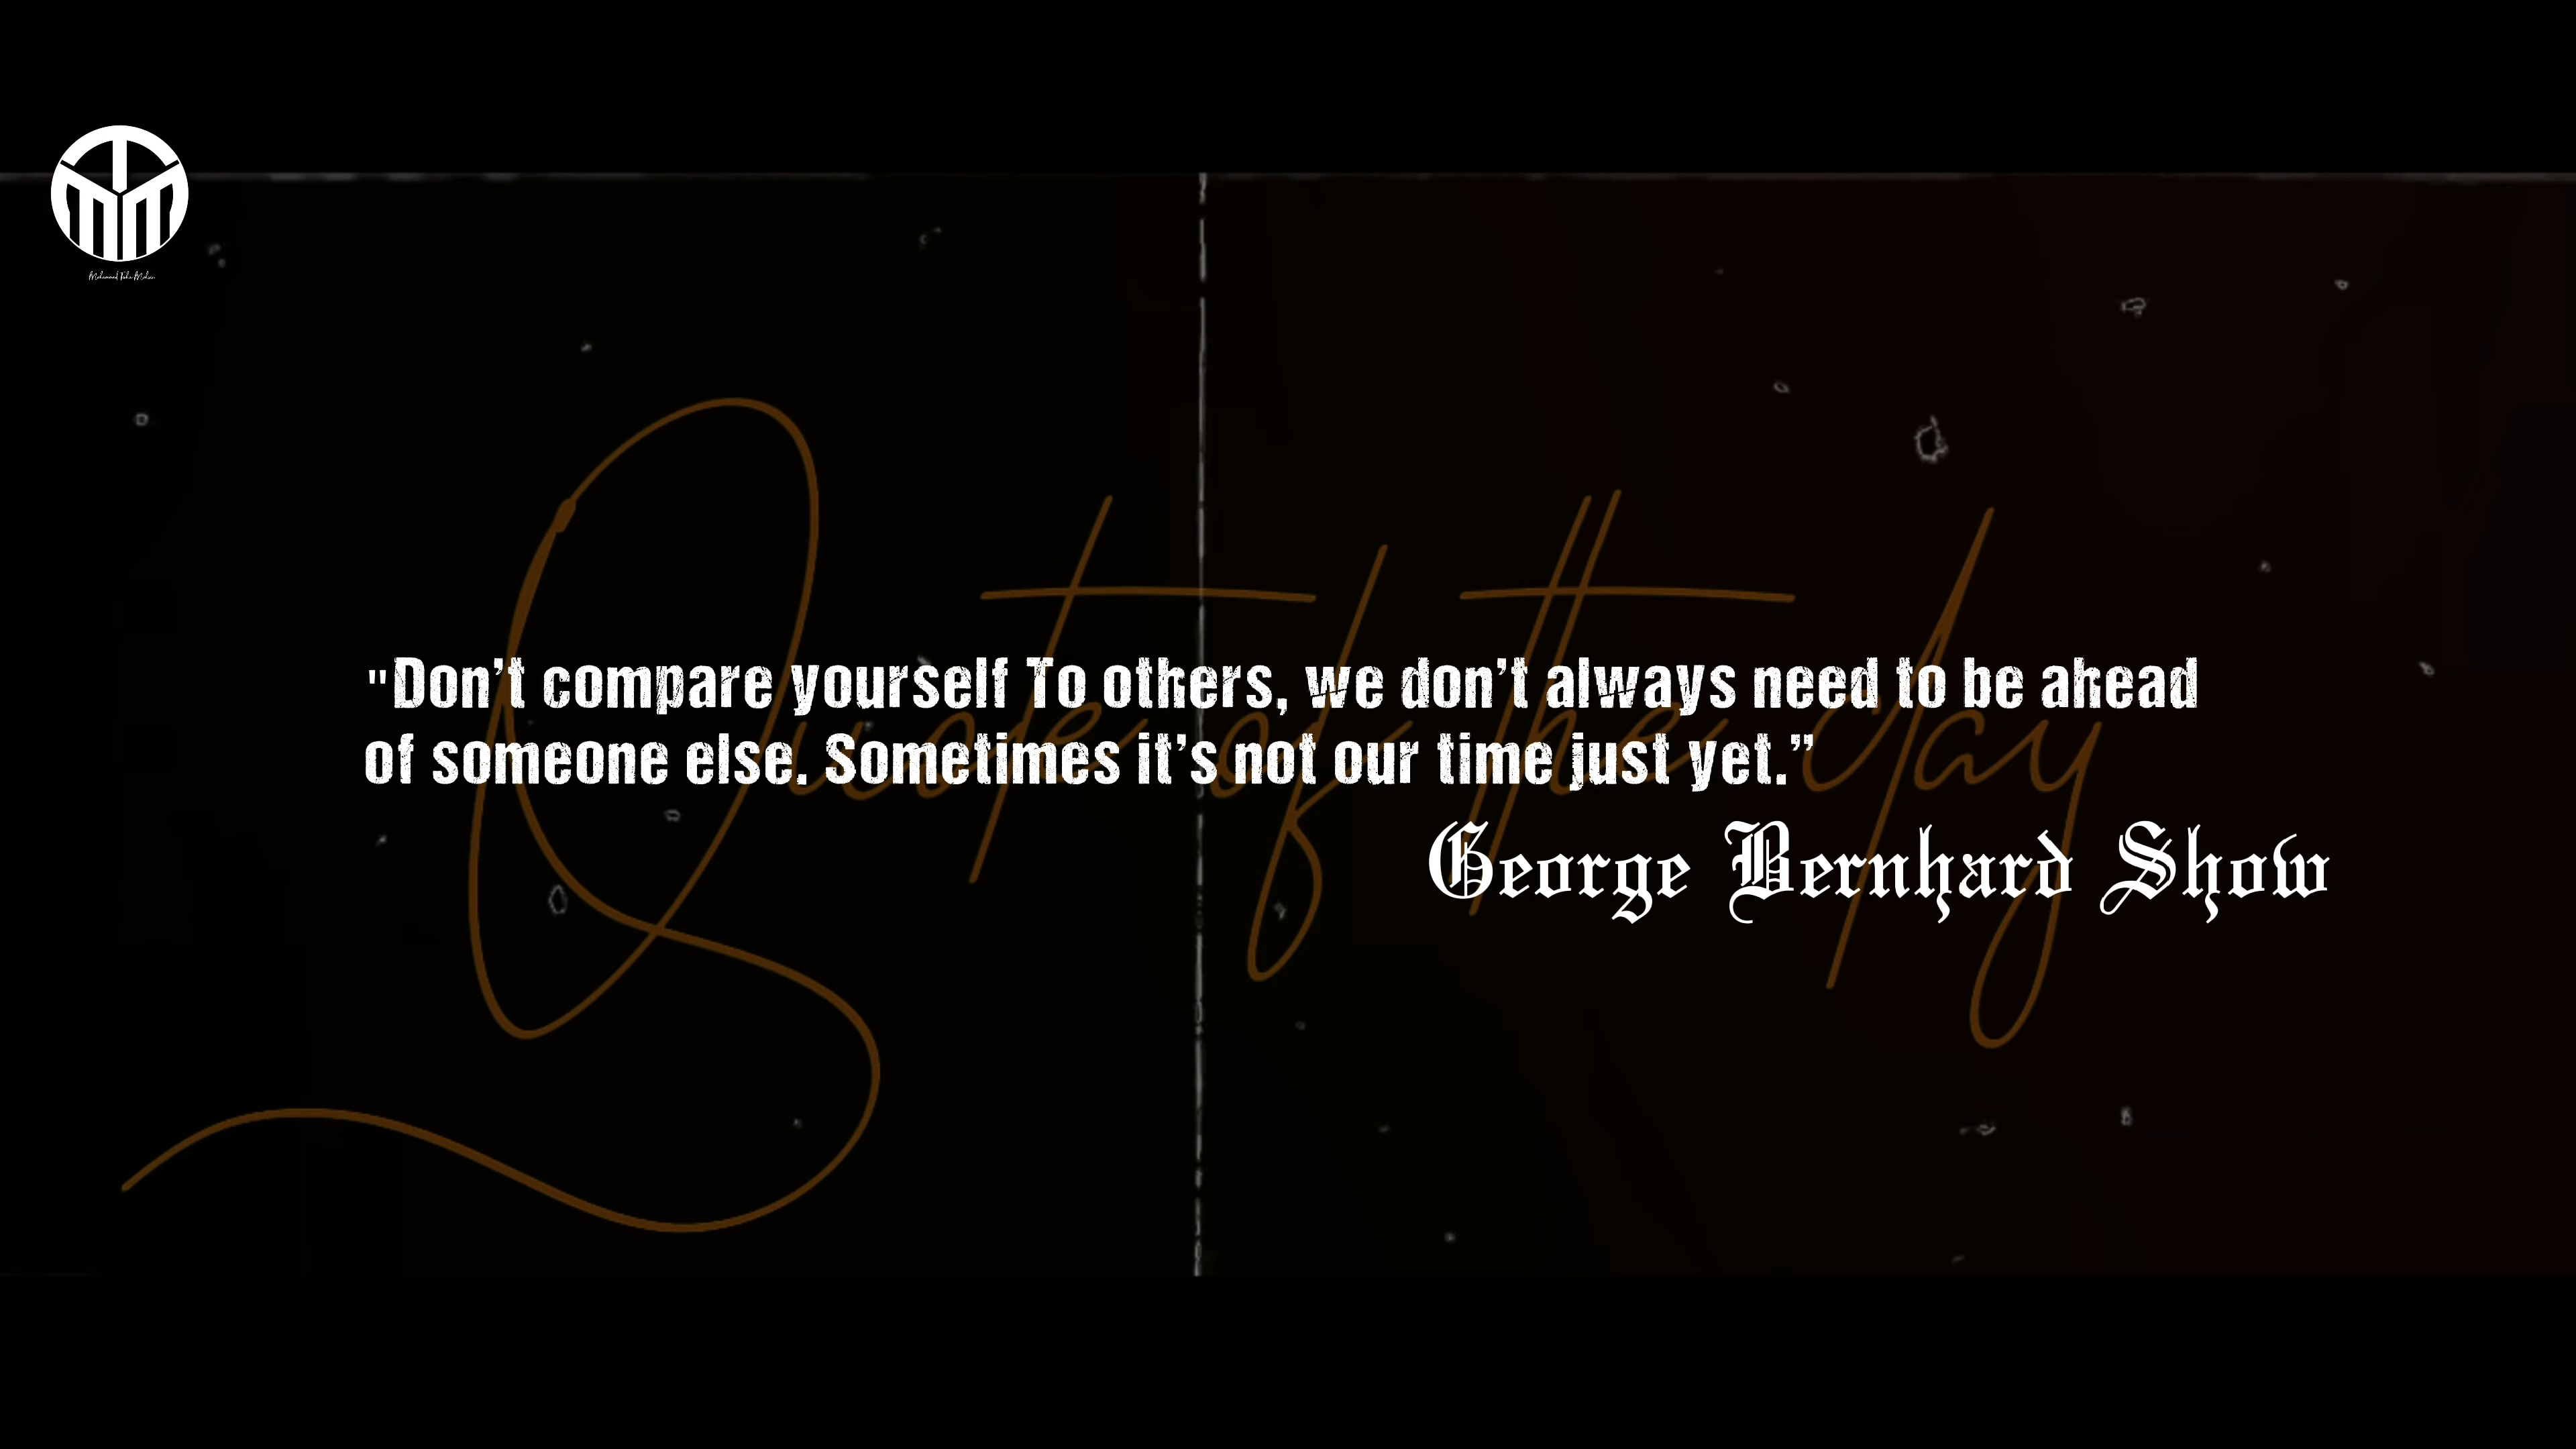 Quote of the day
"Don’t compare yourself To others, we don’t always need to be ahead
of someone else. Sometimes it’s not our time just yet.”
George Bernhard Show